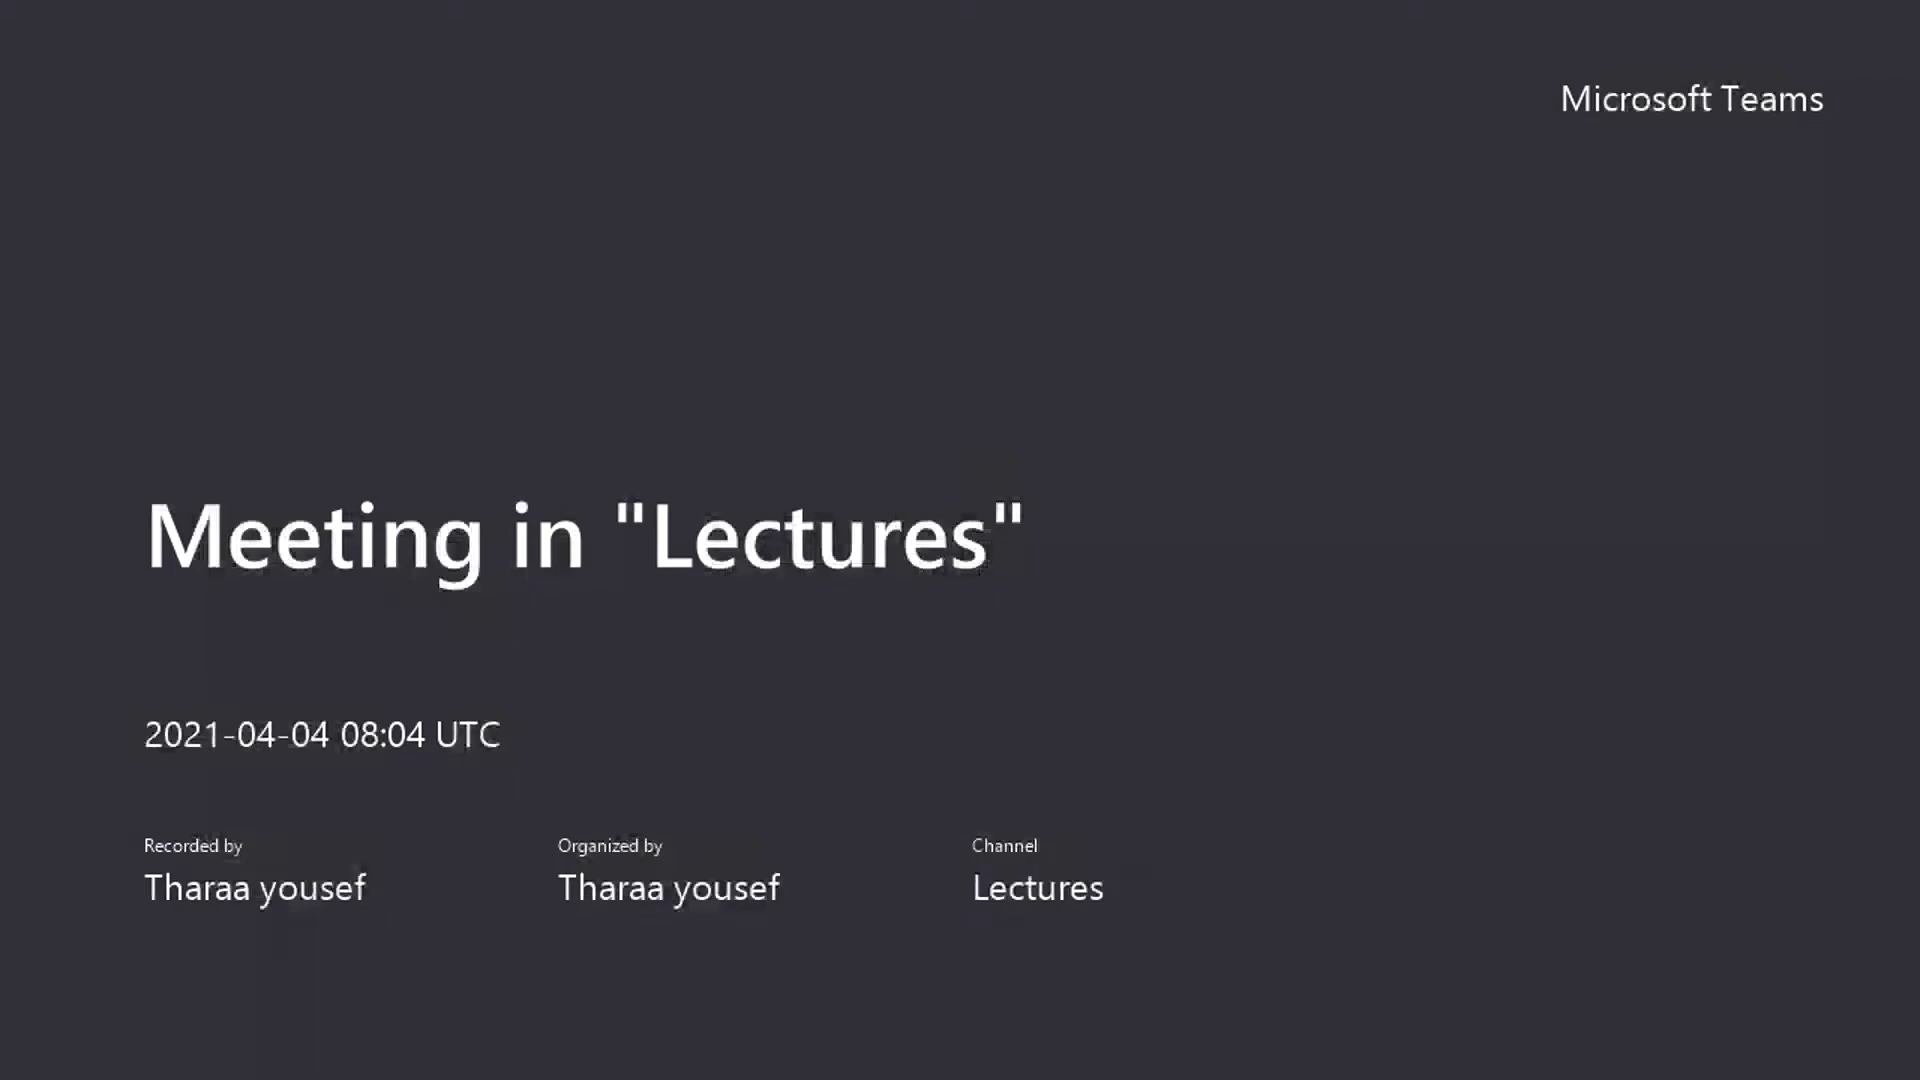 Microsoft Teams
Meeting in "Lectures"
2021-04-04 08:04 UTC
Recorded by
Tharaa yousef
Organized by
Tharaa yousef
Channel
Lectures